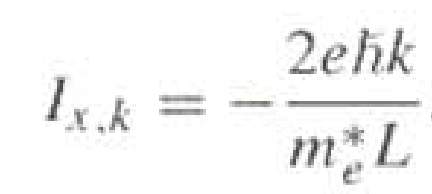 I_{x,k} = -\frac{2e\hbar k}{m_e^* L}